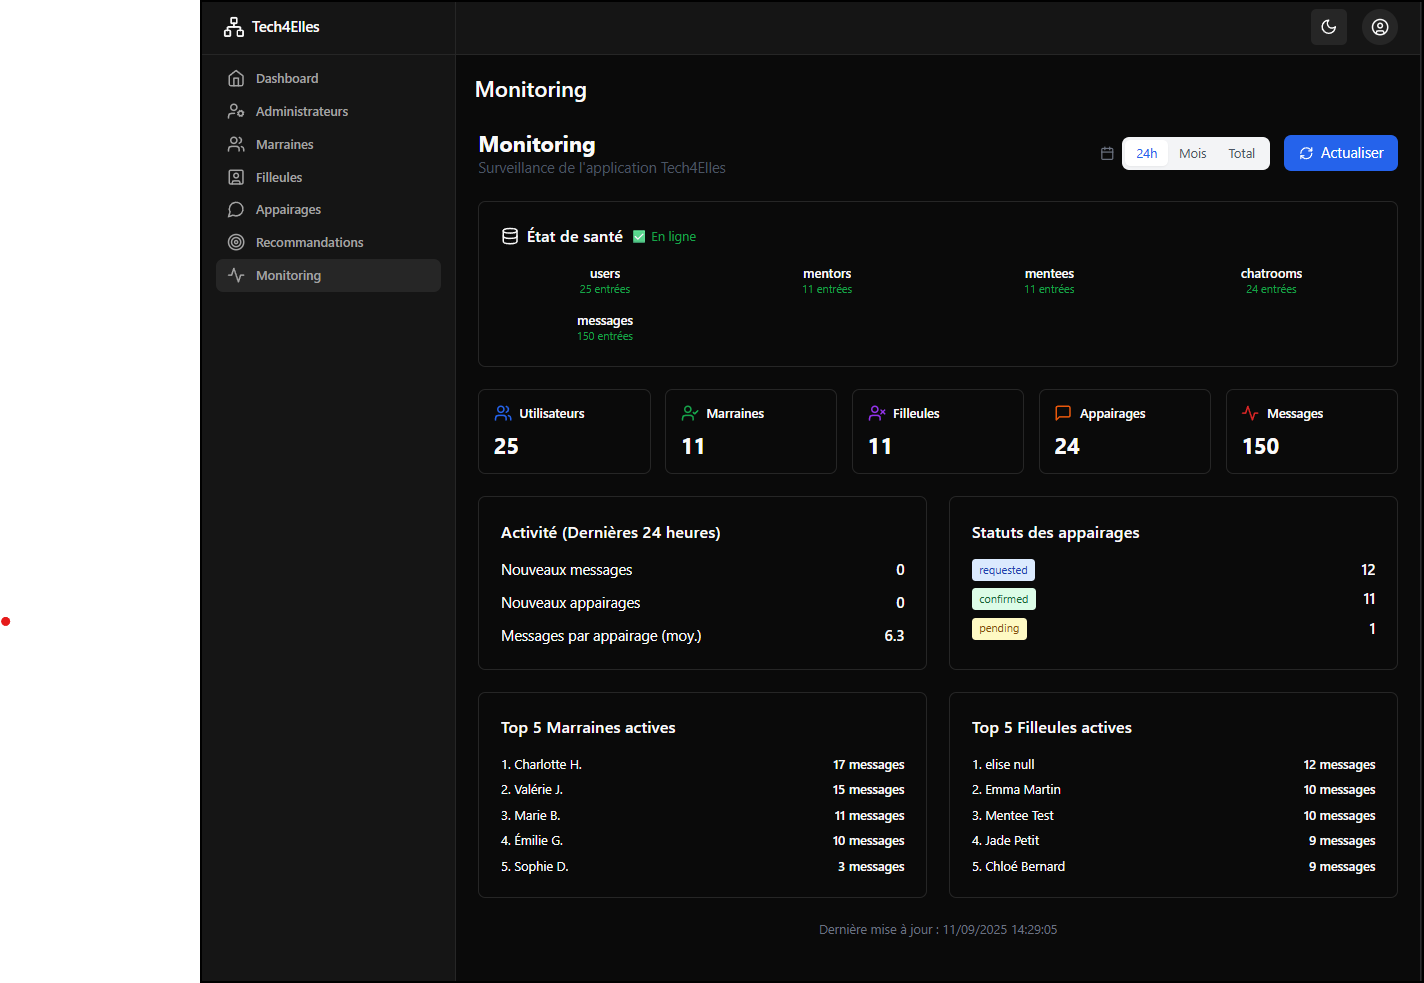 Tech4Elles
Dashboard
Administrateurs
Marraines
Filleules
Appairages
Recommandations
Monitoring
Monitoring
Monitoring
Surveillance de l'application Tech4Elles
24h Mois Total
Actualiser
État de santé En ligne
users mentors mentees chatrooms
25 entrées 11 entrées 11 entrées 24 entrées
messages
150 entrées
Utilisateurs
25
Marraines
11
Filleules
11
Appairages
24
Messages
150
Activité (Dernières 24 heures)
Nouveaux messages 0
Nouveaux appairages 0
Messages par appairage (moy.) 6.3
Statuts des appairages
requested 12
confirmed 11
pending 1
Top 5 Marraines actives
1. Charlotte H. 17 messages
2. Valérie J. 15 messages
3. Marie B. 11 messages
4. Émilie G. 10 messages
5. Sophie D. 3 messages
Top 5 Filleules actives
1. elise null 12 messages
2. Emma Martin 10 messages
3. Mentee Test 10 messages
4. Jade Petit 9 messages
5. Chloé Bernard 9 messages
Dernière mise à jour : 11/09/2025 14:29:05